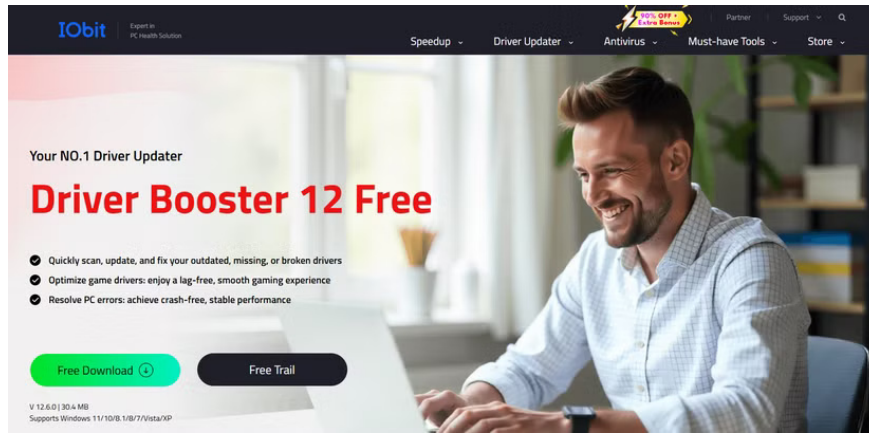 IObit
Expert in
PC Health Solution
90% OFF +
Extra Bonus
Partner
Support
Speedup
Driver Updater
Antivirus
Must-have Tools
Store
Your NO.1 Driver Updater
Driver Booster 12 Free
Quickly scan, update, and fix your outdated, missing, or broken drivers
Optimize game drivers: enjoy a lag-free, smooth gaming experience
Resolve PC errors: achieve crash-free, stable performance
Free Download
Free Trail
V 12.6.0 | 30.4 MB
Supports Windows 11/10/8.1/8/7/Vista/XP